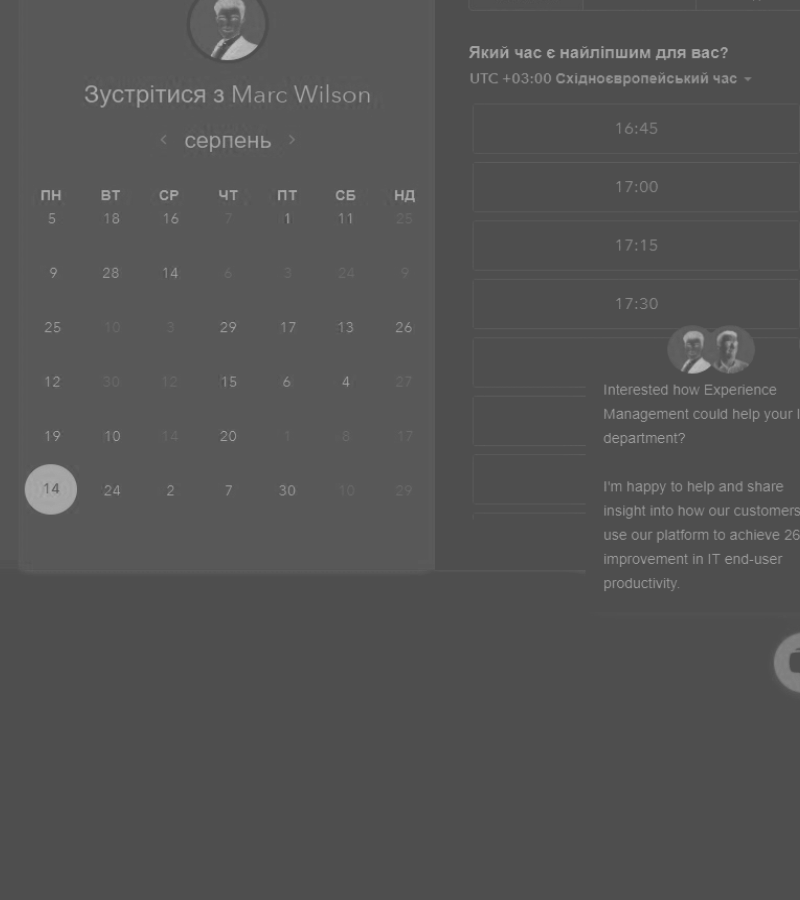 Зустрітися з Marc Wilson
серпень
ПН ВТ СР ЧТ ПТ СБ НД
5 18 16 7 1 11 25
9 28 14 6 3 24 9
25 10 3 29 17 13 26
12 30 12 15 6 4 27
19 10 14 20 1 8 17
14 24 2 7 30 10 29
Який час є найліпшим для вас?
UTC +03:00 Східноєвропейський час
16:45
17:00
17:15
17:30
Interested how Experience
Management could help your I
department?
I'm happy to help and share
insight into how our customers
use our platform to achieve 26
improvement in IT end-user
productivity.